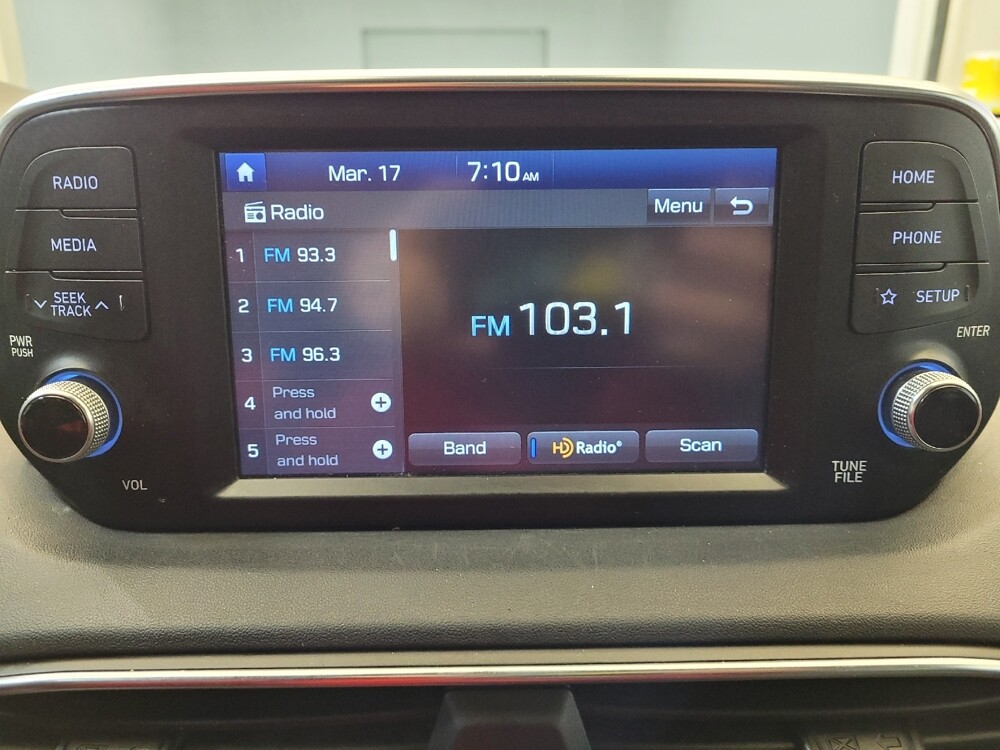 RADIO
MEDIA
SEEK
TRACK
PWR
PUSH
VOL
Mar. 17 7:10 AM
Radio
Menu
1 FM 93.3
2 FM 94.7
3 FM 96.3
4 Press
and hold
5 Press
and hold
FM 103.1
Band
HD Radio®
Scan
HOME
PHONE
SETUP
ENTER
TUNE
FILE